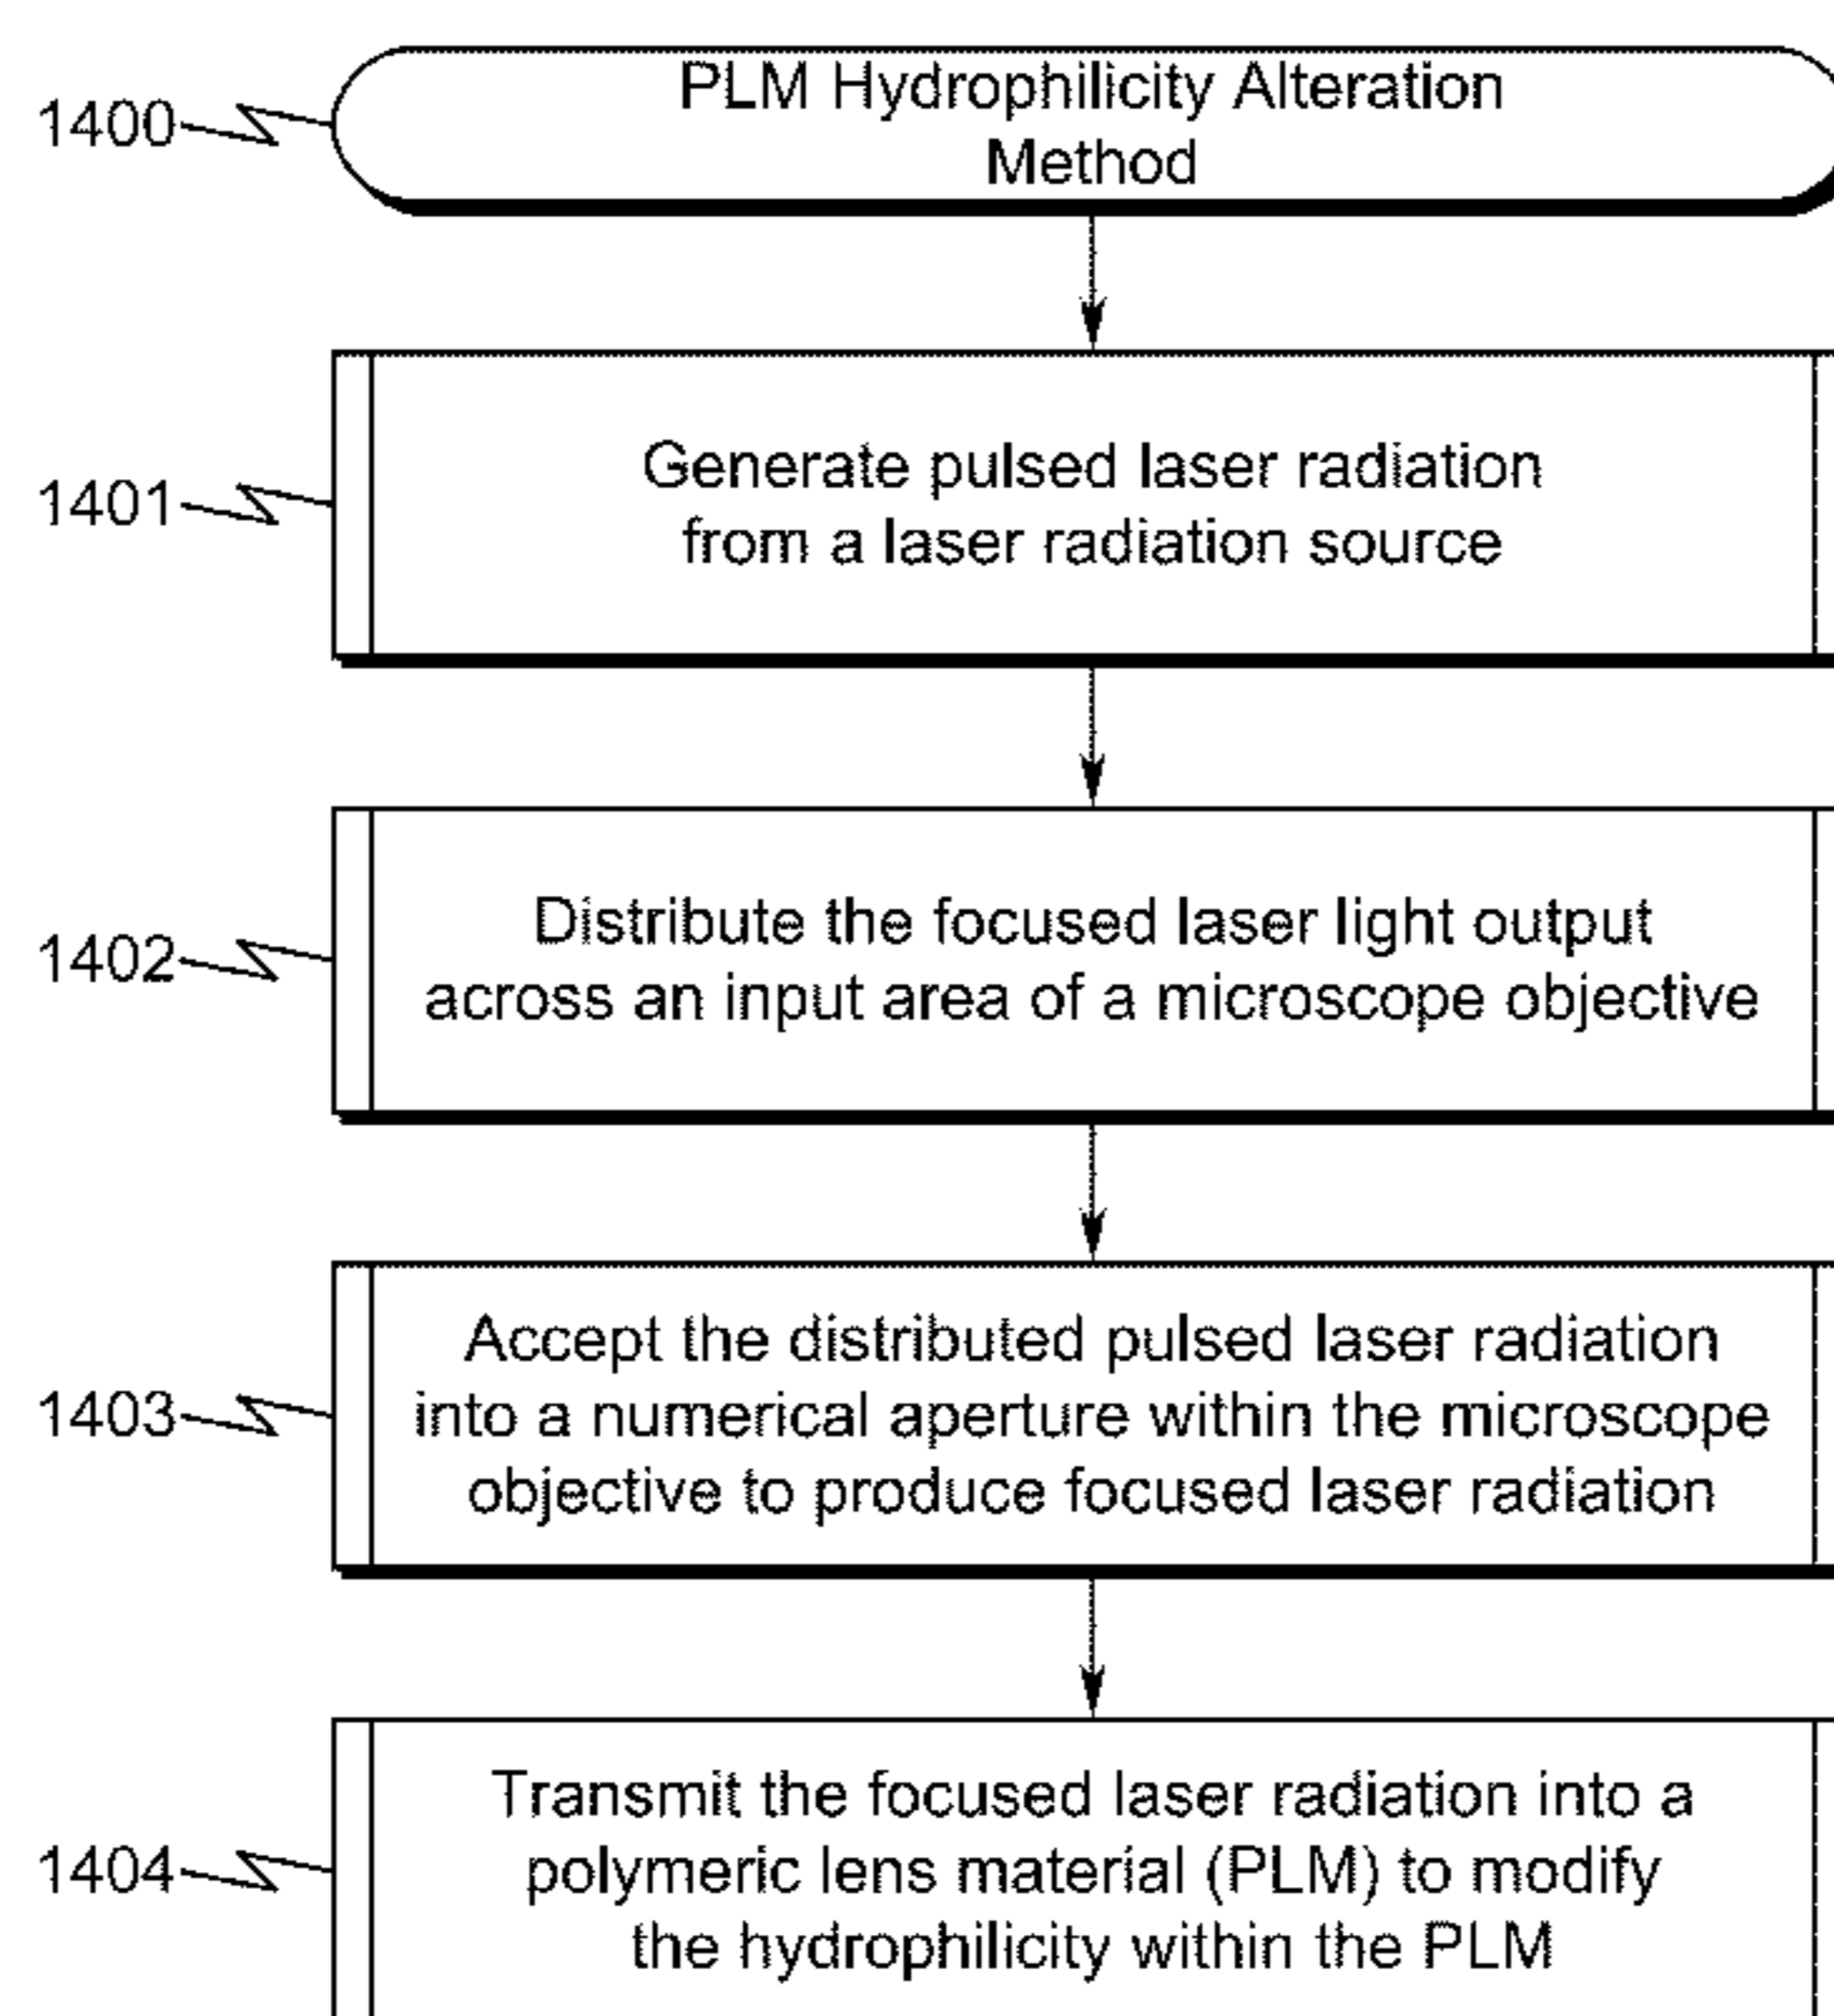 PLM Hydrophilicity Alteration
Method
1400
Generate pulsed laser radiation
from a laser radiation source
1401
Distribute the focused laser light output
across an input area of a microscope objective
1402
Accept the distributed pulsed laser radiation
into a numerical aperture within the microscope
objective to produce focused laser radiation
1403
Transmit the focused laser radiation into a
polymeric lens material (PLM) to modify
the hydrophilicity within the PLM
1404